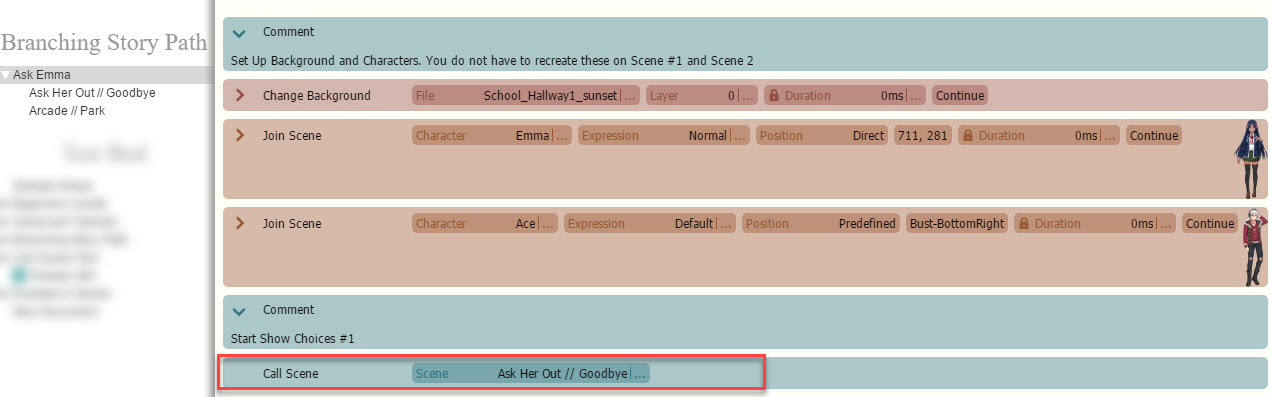 Branching Story Path
Ask Emma
Ask Her Out // Goodbye
Arcade // Park
Comment
Set Up Background and Characters. You do not have to recreate these on Scene #1 and Scene 2
Change Background File School_Hallway1_sunset|... Layer 0|... Duration 0ms|... Continue
Join Scene Character Emma|... Expression Normal|... Position Direct 711, 281 Duration 0ms|... Continue
Join Scene Character Ace|... Expression Default|... Position Predefined Bust-BottomRight Duration 0ms|... Continue
Comment
Start Show Choices #1
Call Scene Scene Ask Her Out // Goodbye|...